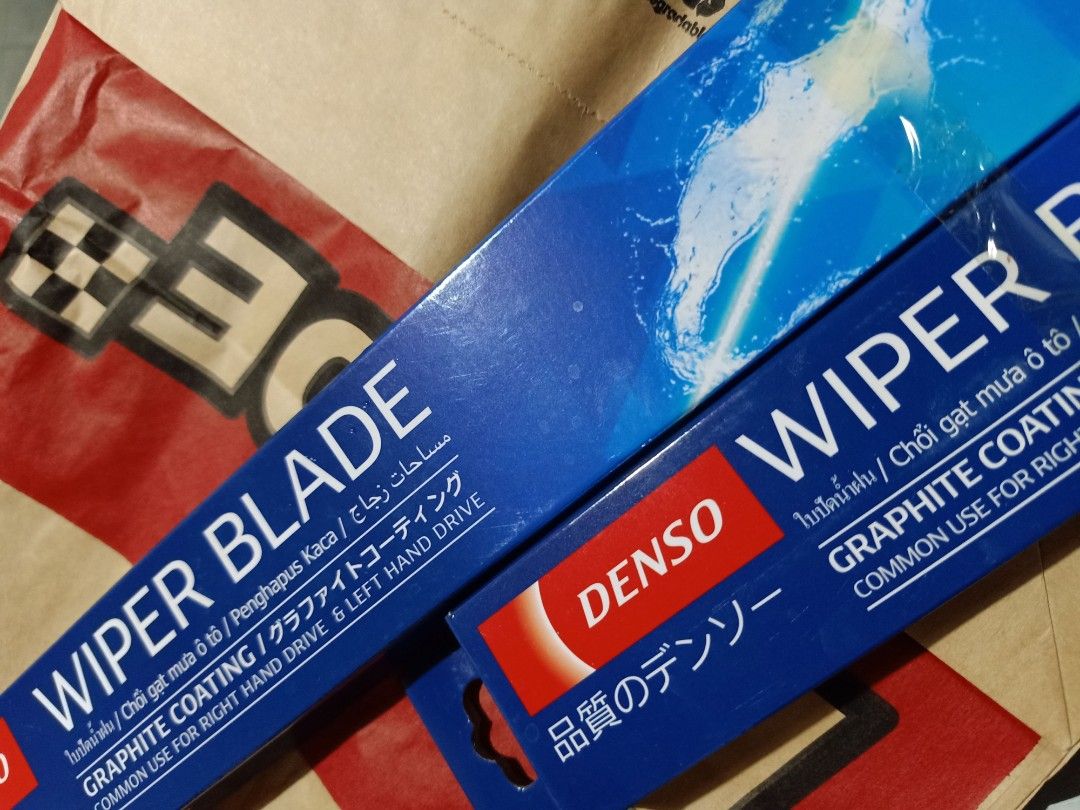 WIPER BLADE
ใบปัดน้ำฝน / Chổi gạt mưa ô tô / Penghapus Kaca / مساحات زجاج
GRAPHITE COATING / グラファイトコーティング
COMMON USE FOR RIGHT HAND DRIVE & LEFT HAND DRIVE
DENSO
品質のデンソー
WIPER
ใบปัดน้ำฝน / Chổi gạt mưa ô tô /
GRAPHITE COATIN
COMMON USE FOR RIGH